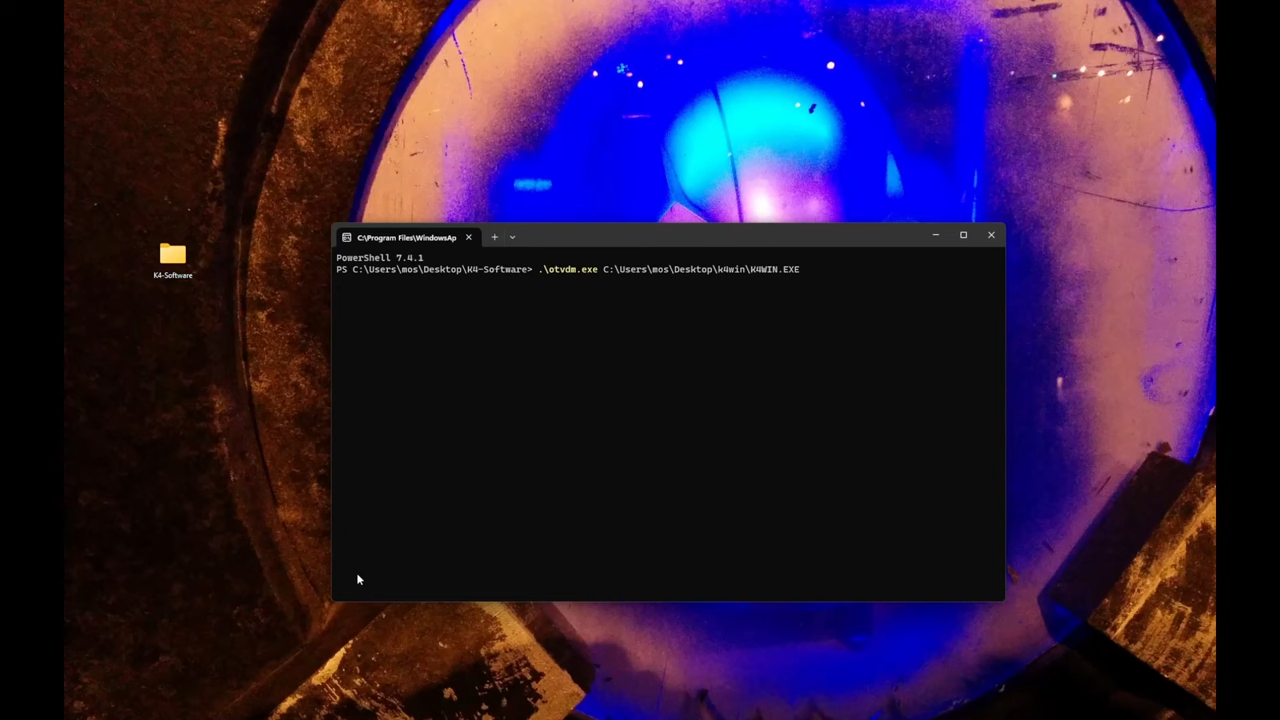 C:\Program Files\WindowsAp
PowerShell 7.4.1
PS C:\Users\mos\Desktop\K4-Software> .\otvdm.exe C:\Users\mos\Desktop\k4win\K4WIN.EXE
K4-Software